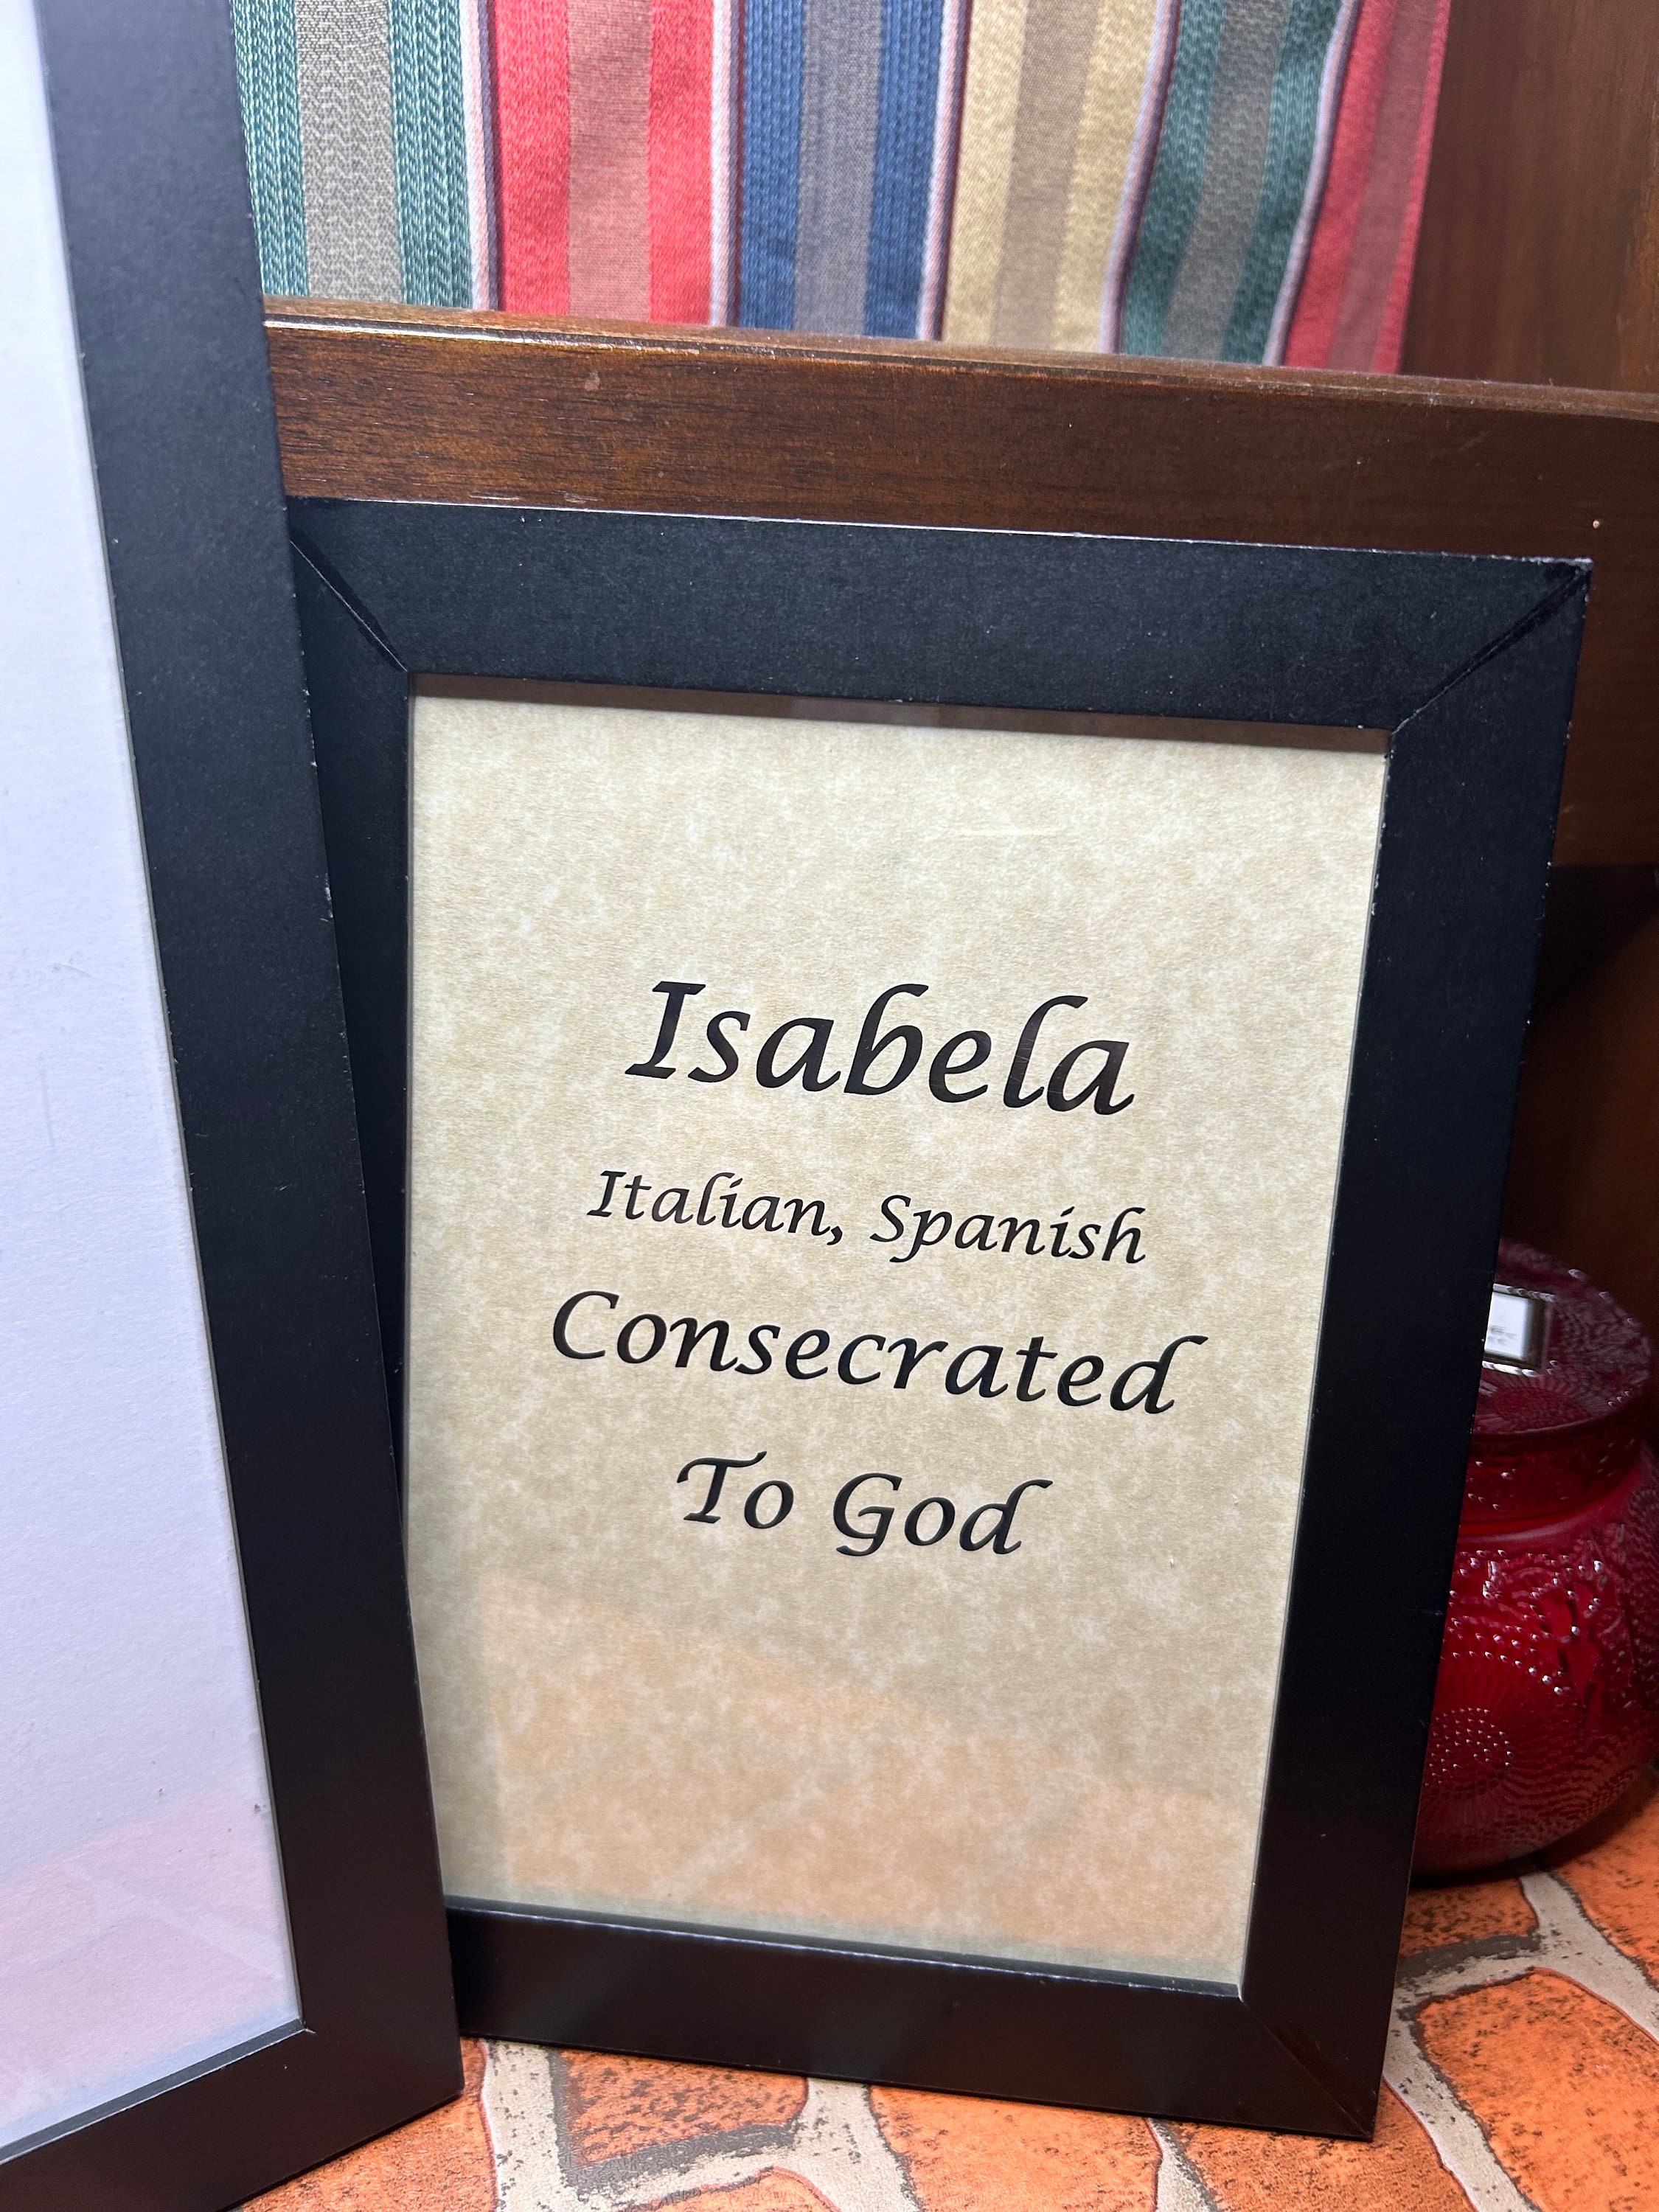 Isabela
Italian, Spanish
Consecrated
To God